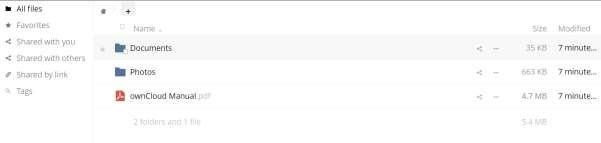 All files
Favorites
Shared with you
Shared with others
Shared by link
Tags
+
Name Size Modified
Documents 35 KB 7 minute...
Photos 663 KB 7 minute...
ownCloud Manual.pdf 4.7 MB 7 minute...
2 folders and 1 file 5.4 MB